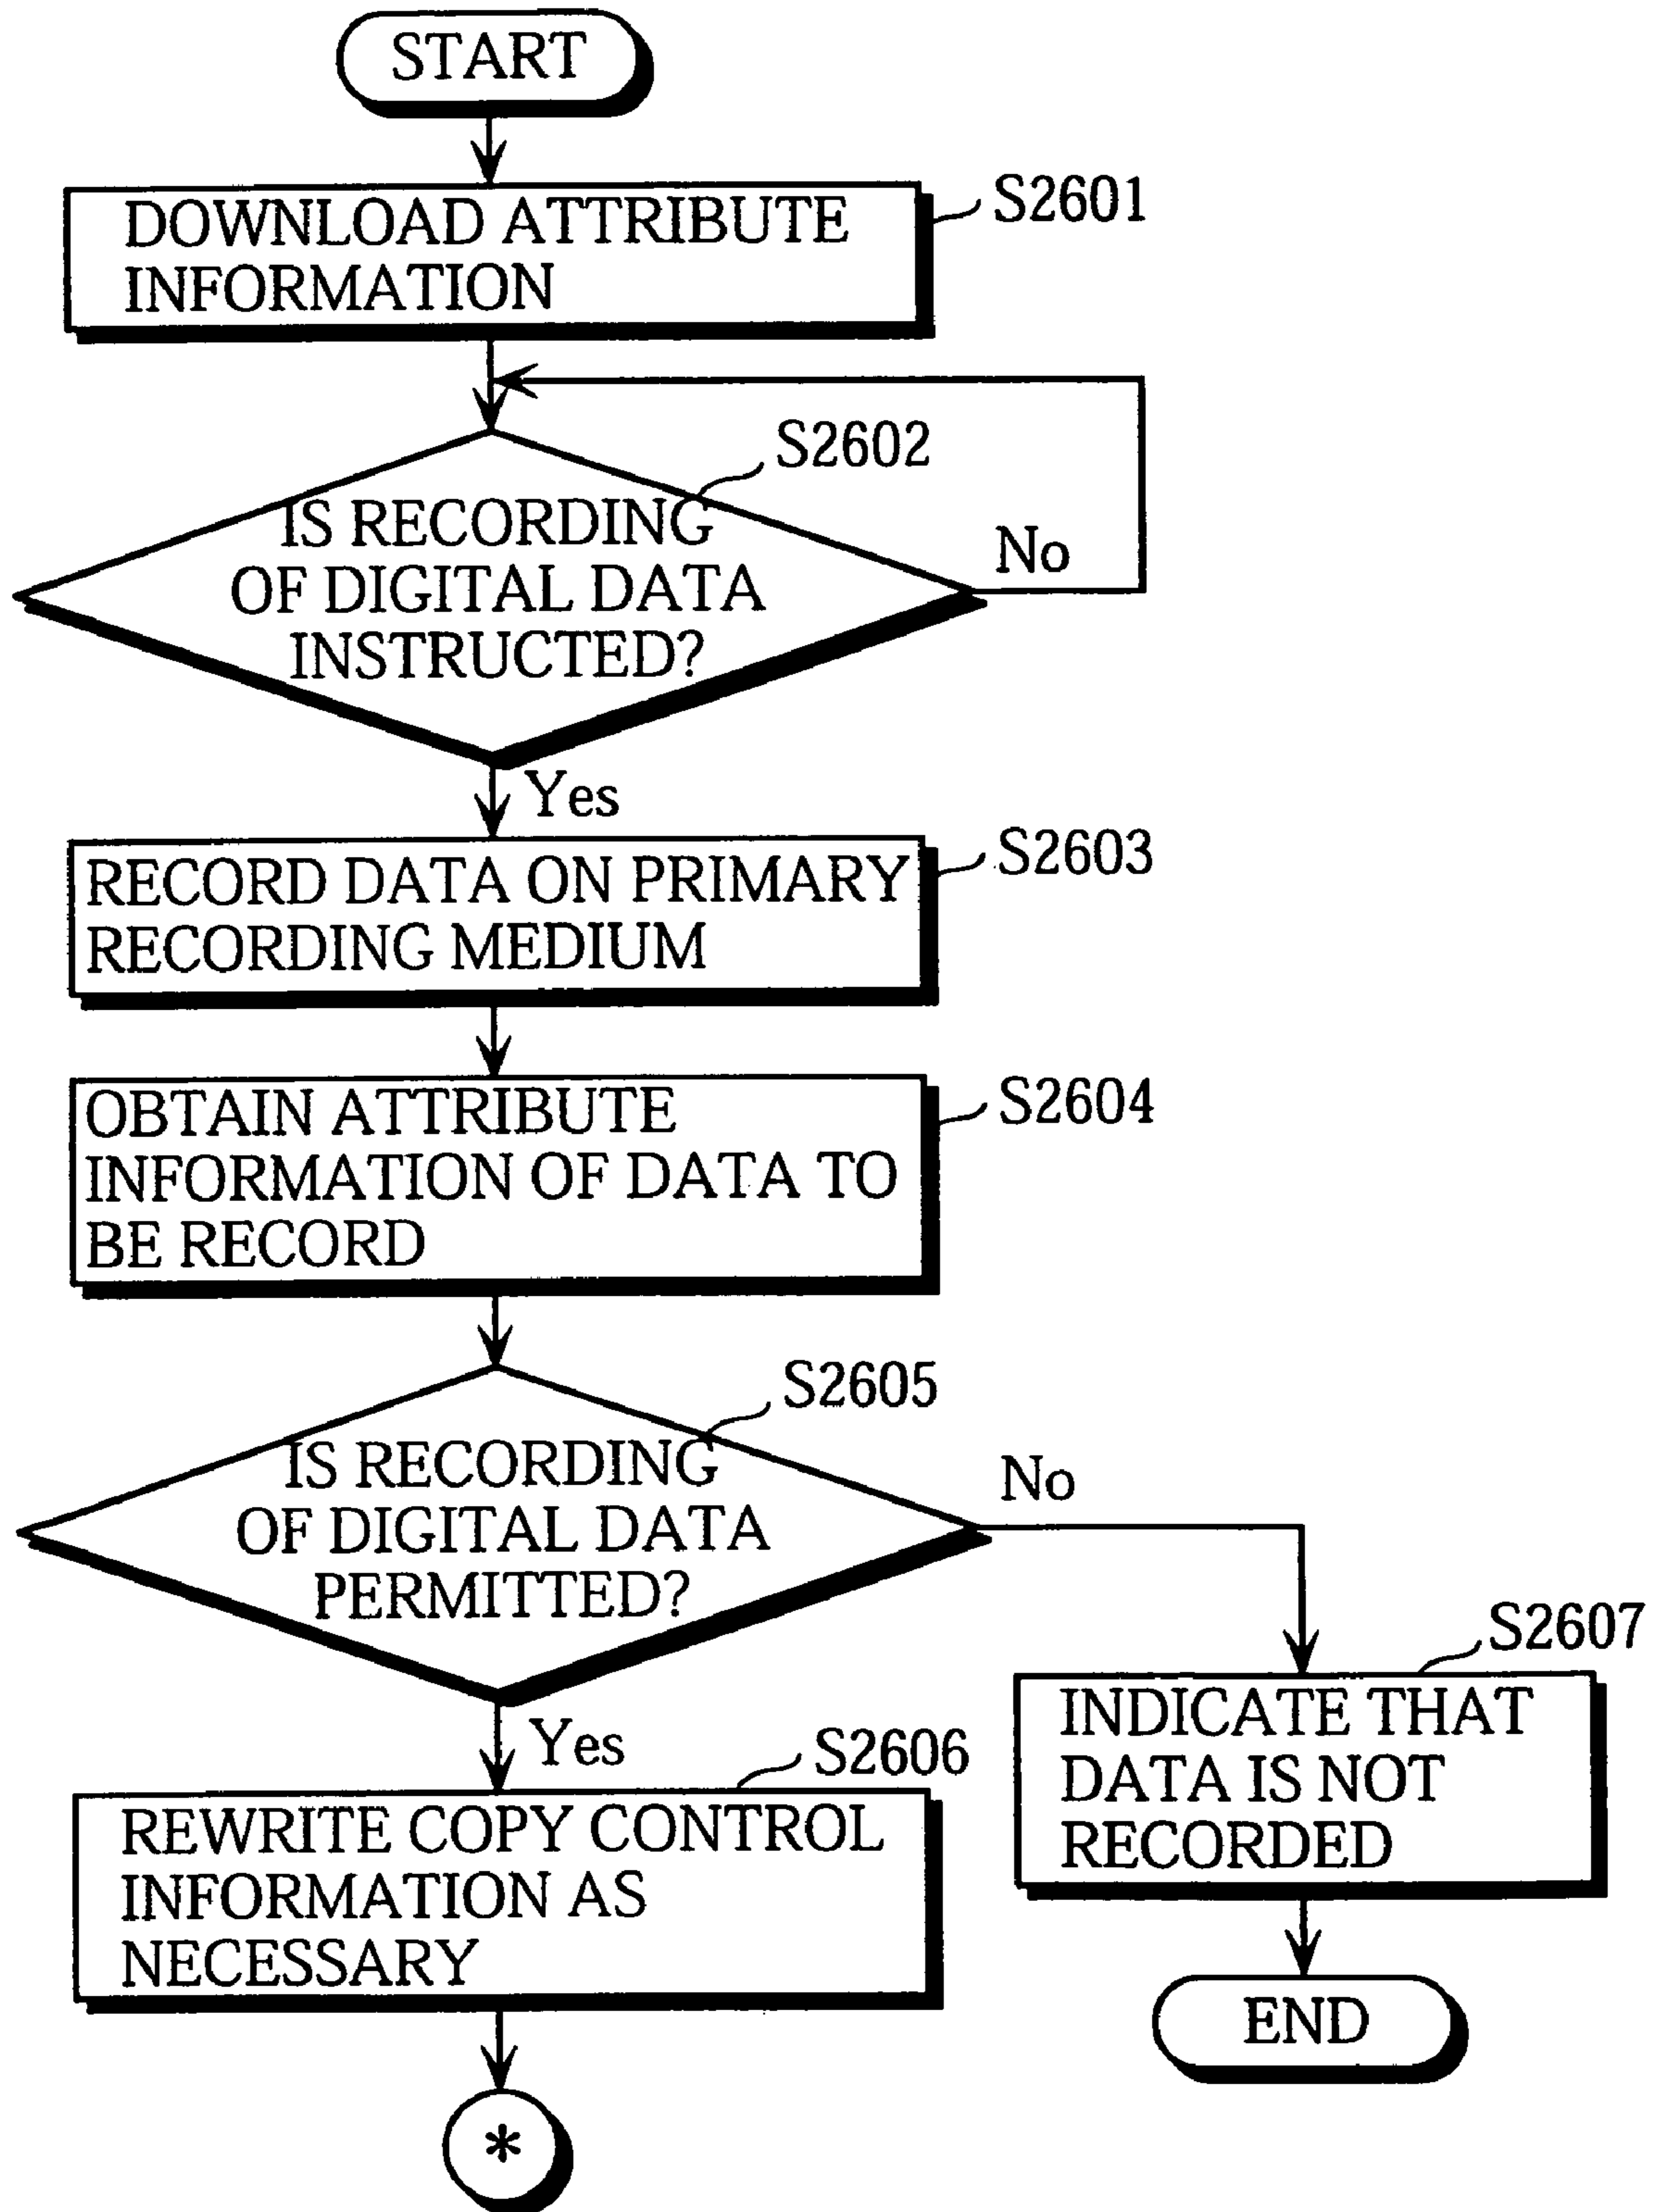 START
DOWNLOAD ATTRIBUTE
INFORMATION
S2601
S2602
IS RECORDING
OF DIGITAL DATA
INSTRUCTED?
No
Yes
RECORD DATA ON PRIMARY
RECORDING MEDIUM
S2603
OBTAIN ATTRIBUTE
INFORMATION OF DATA TO
BE RECORD
S2604
S2605
IS RECORDING
OF DIGITAL DATA
PERMITTED?
No
Yes
S2606
REWRITE COPY CONTROL
INFORMATION AS
NECESSARY
*
S2607
INDICATE THAT
DATA IS NOT
RECORDED
END